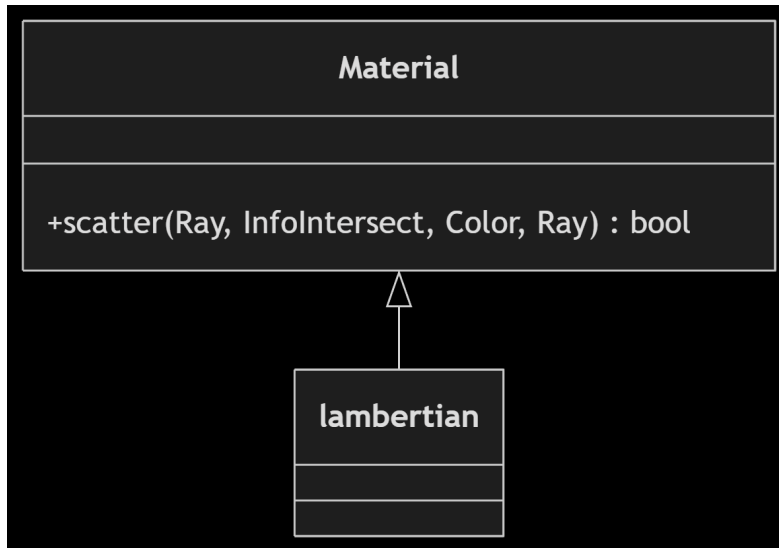 Material
+scatter(Ray, InfoIntersect, Color, Ray) : bool
lambertian